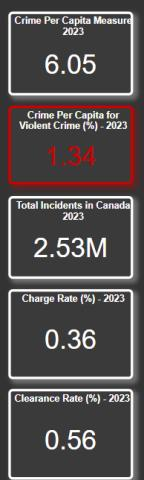 Crime Per Capita Measure
2023
6.05
Crime Per Capita for
Violent Crime (%) - 2023
1.34
Total Incidents in Canada
2023
2.53M
Charge Rate (%) - 2023
0.36
Clearance Rate (%) - 2023
0.56